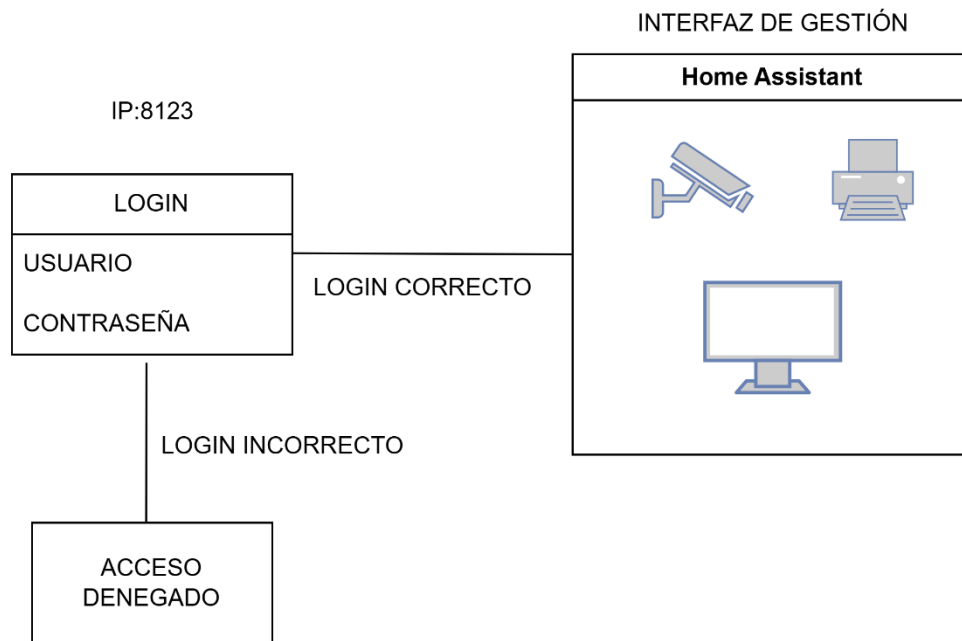 INTERFAZ DE GESTIÓN
Home Assistant
IP:8123
LOGIN
USUARIO
CONTRASEÑA
LOGIN CORRECTO
LOGIN INCORRECTO
ACCESO
DENEGADO